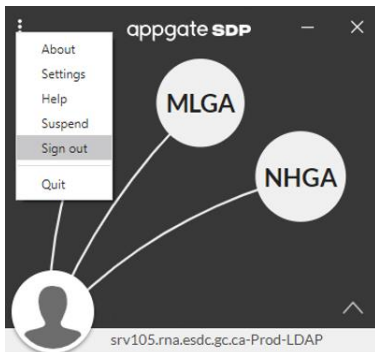 appgate SDP
About
Settings
Help
Suspend
Sign out
Quit
MLGA
NHGA
srv105.rna.esdc.gc.ca-Prod-LDAP